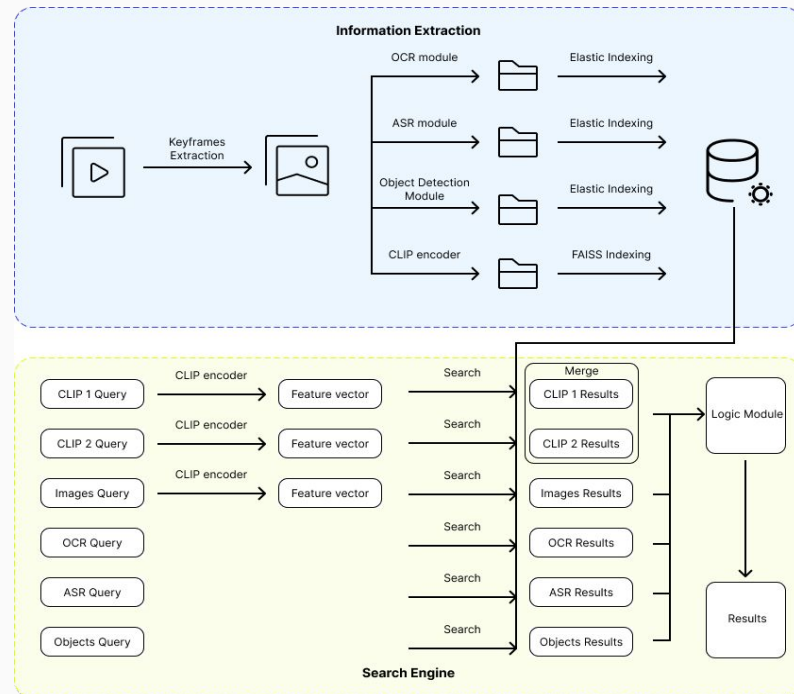 Information Extraction
OCR module
Elastic Indexing
ASR module
Elastic Indexing
Keyframes
Extraction
Object Detection
Module
Elastic Indexing
CLIP encoder
FAISS Indexing
CLIP 1 Query
CLIP encoder
Feature vector
Search
Merge
CLIP 1 Results
Logic Module
CLIP 2 Query
CLIP encoder
Feature vector
Search
CLIP 2 Results
Images Query
CLIP encoder
Feature vector
Search
Images Results
OCR Query
Search
OCR Results
ASR Query
Search
ASR Results
Results
Objects Query
Search
Objects Results
Search Engine